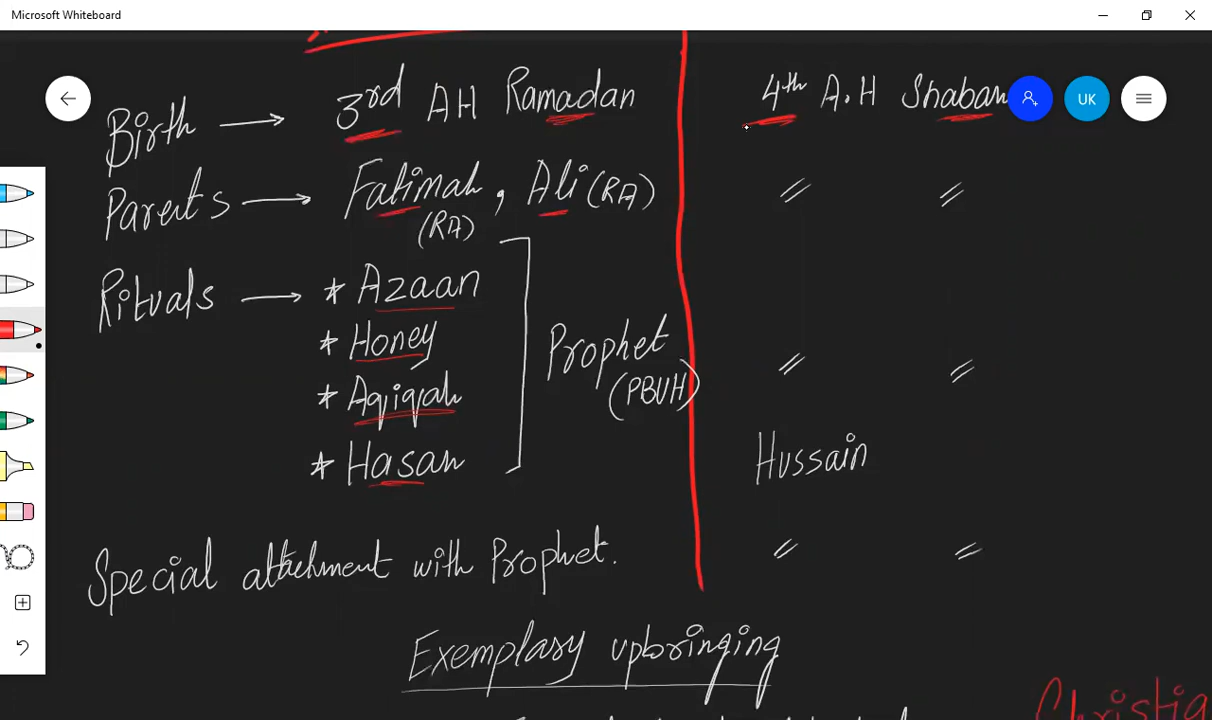 Microsoft Whiteboard
Birth → 3rd AH Ramadan 4th A.H Shaban
UK
Parents → Fatimah (RA), Ali (RA)〃 〃
Rituals → * Azaan
* Honey
Prophet (PBUH) 〃 〃
* Aqiqah
* Hasan Hussain
Special attachment with Prophet. 〃 〃
Exemplary upbringing